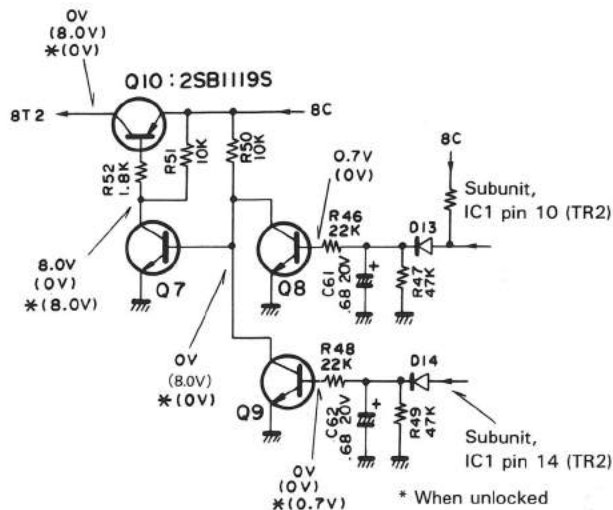 0V
(8.0V)
*(0V)
Q10:2SB1119S
8T2
8C
R52
1.8K
R51
10K
R50
10K
0.7V
(0V)
8C
Subunit,
IC1 pin 10 (TR2)
R46
22K
D13
C61
.68 20V
+
R47
47K
Q7
Q8
8.0V
(0V)
*(8.0V)
0V
(8.0V)
*(0V)
R48
22K
D14
Q9
C62
.68 20V
+
R49
47K
Subunit,
IC1 pin 14 (TR2)
0V
(0V)
*(0.7V)
* When unlocked